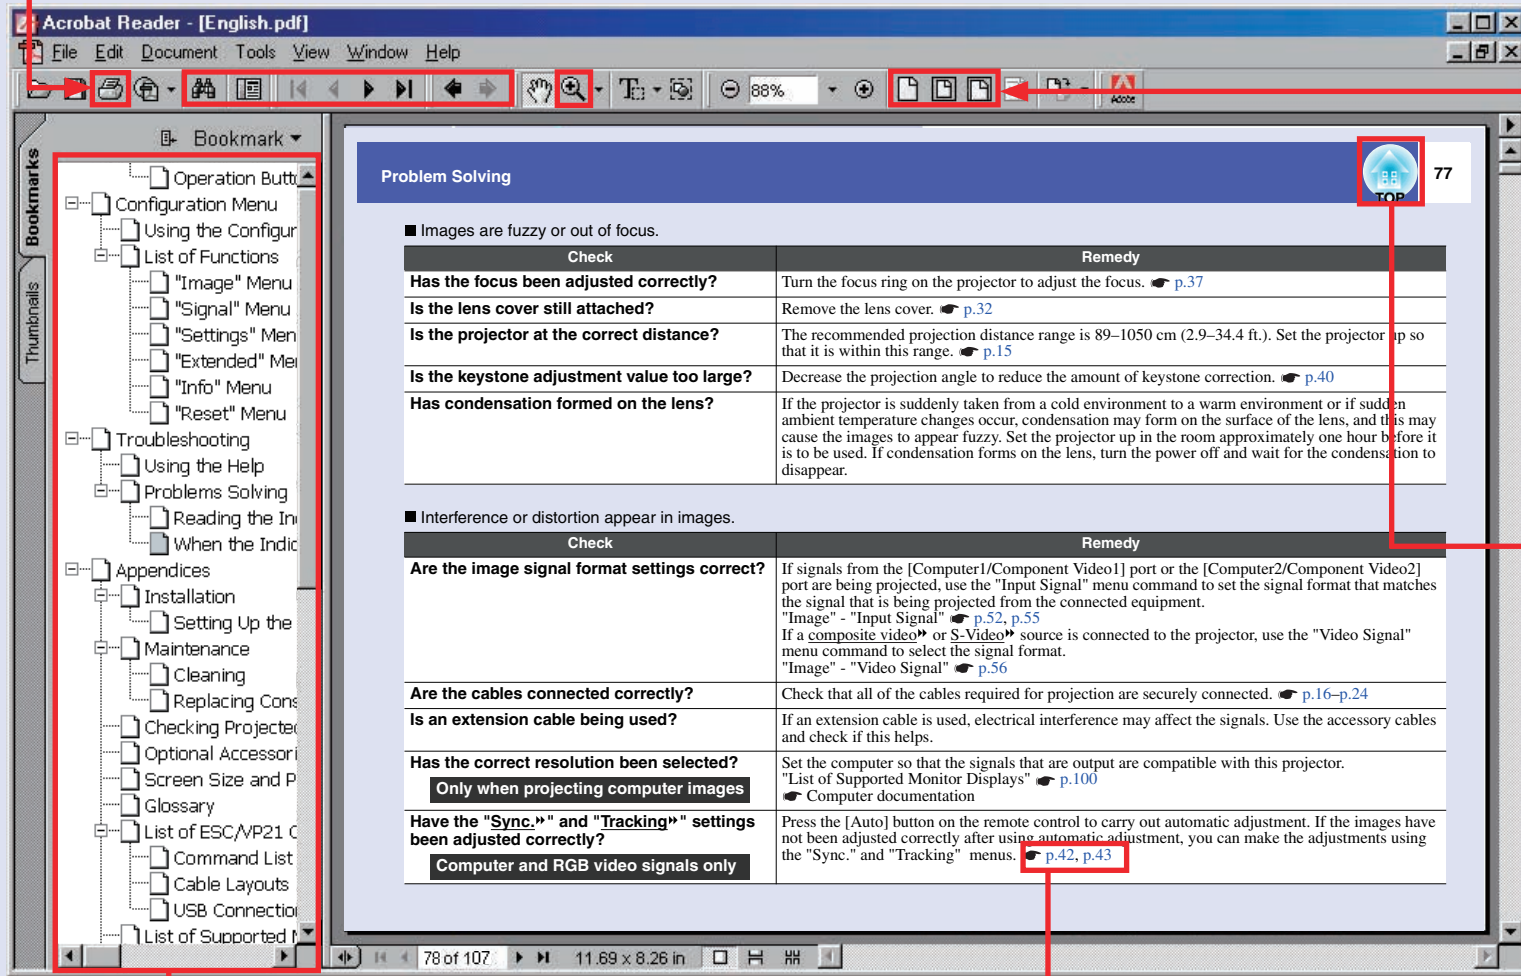 Acrobat Reader - [English.pdf]
File Edit Document Tools View Window Help
88%
Adobe
Bookmarks
Thumbnails
Bookmark
Operation Butto
Configuration Menu
Using the Configur
List of Functions
"Image" Menu
"Signal" Menu
"Settings" Men
"Extended" Me
"Info" Menu
"Reset" Menu
Troubleshooting
Using the Help
Problems Solving
Reading the In
When the Indic
Appendices
Installation
Setting Up the
Maintenance
Cleaning
Replacing Cons
Checking Projected
Optional Accessori
Screen Size and P
Glossary
List of ESC/VP21 C
Command List
Cable Layouts
USB Connection
List of Supported M
Problem Solving
TOP
77
■ Images are fuzzy or out of focus.
Check Remedy
Has the focus been adjusted correctly? Turn the focus ring on the projector to adjust the focus. ☛ p.37
Is the lens cover still attached? Remove the lens cover. ☛ p.32
Is the projector at the correct distance? The recommended projection distance range is 89–1050 cm (2.9–34.4 ft.). Set the projector up so
that it is within this range. ☛ p.15
Is the keystone adjustment value too large? Decrease the projection angle to reduce the amount of keystone correction. ☛ p.40
Has condensation formed on the lens? If the projector is suddenly taken from a cold environment to a warm environment or if sudden
ambient temperature changes occur, condensation may form on the surface of the lens, and this may
cause the images to appear fuzzy. Set the projector up in the room approximately one hour before it
is to be used. If condensation forms on the lens, turn the power off and wait for the condensation to
disappear.
■ Interference or distortion appear in images.
Check Remedy
Are the image signal format settings correct? If signals from the [Computer1/Component Video1] port or the [Computer2/Component Video2]
port are being projected, use the "Input Signal" menu command to set the signal format that matches
the signal that is being projected from the connected equipment.
"Image" - "Input Signal" ☛ p.52, p.55
If a composite video or S-Video source is connected to the projector, use the "Video Signal"
menu command to select the signal format.
"Image" - "Video Signal" ☛ p.56
Are the cables connected correctly? Check that all of the cables required for projection are securely connected. ☛ p.16–p.24
Is an extension cable being used? If an extension cable is used, electrical interference may affect the signals. Use the accessory cables
and check if this helps.
Has the correct resolution been selected?
Only when projecting computer images
Set the computer so that the signals that are output are compatible with this projector.
"List of Supported Monitor Displays" ☛ p.100
☛ Computer documentation
Have the "Sync." and "Tracking" settings
been adjusted correctly?
Computer and RGB video signals only
Press the [Auto] button on the remote control to carry out automatic adjustment. If the images have
not been adjusted correctly after using automatic adjustment, you can make the adjustments using
the "Sync." and "Tracking" menus. ☛ p.42, p.43
78 of 107 11.69 x 8.26 in